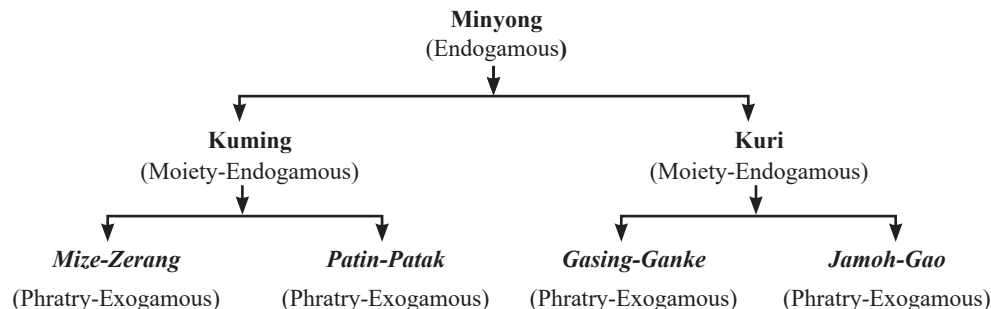 Minyong
(Endogamous)
Kuming
Kuri
(Moiety-Endogamous)
(Moiety-Endogamous)
Mize-Zerang
Patin-Patak
Gasing-Ganke
Jamoh-Gao
(Phratry-Exogamous)
(Phratry-Exogamous)
(Phratry-Exogamous)
(Phratry-Exogamous)